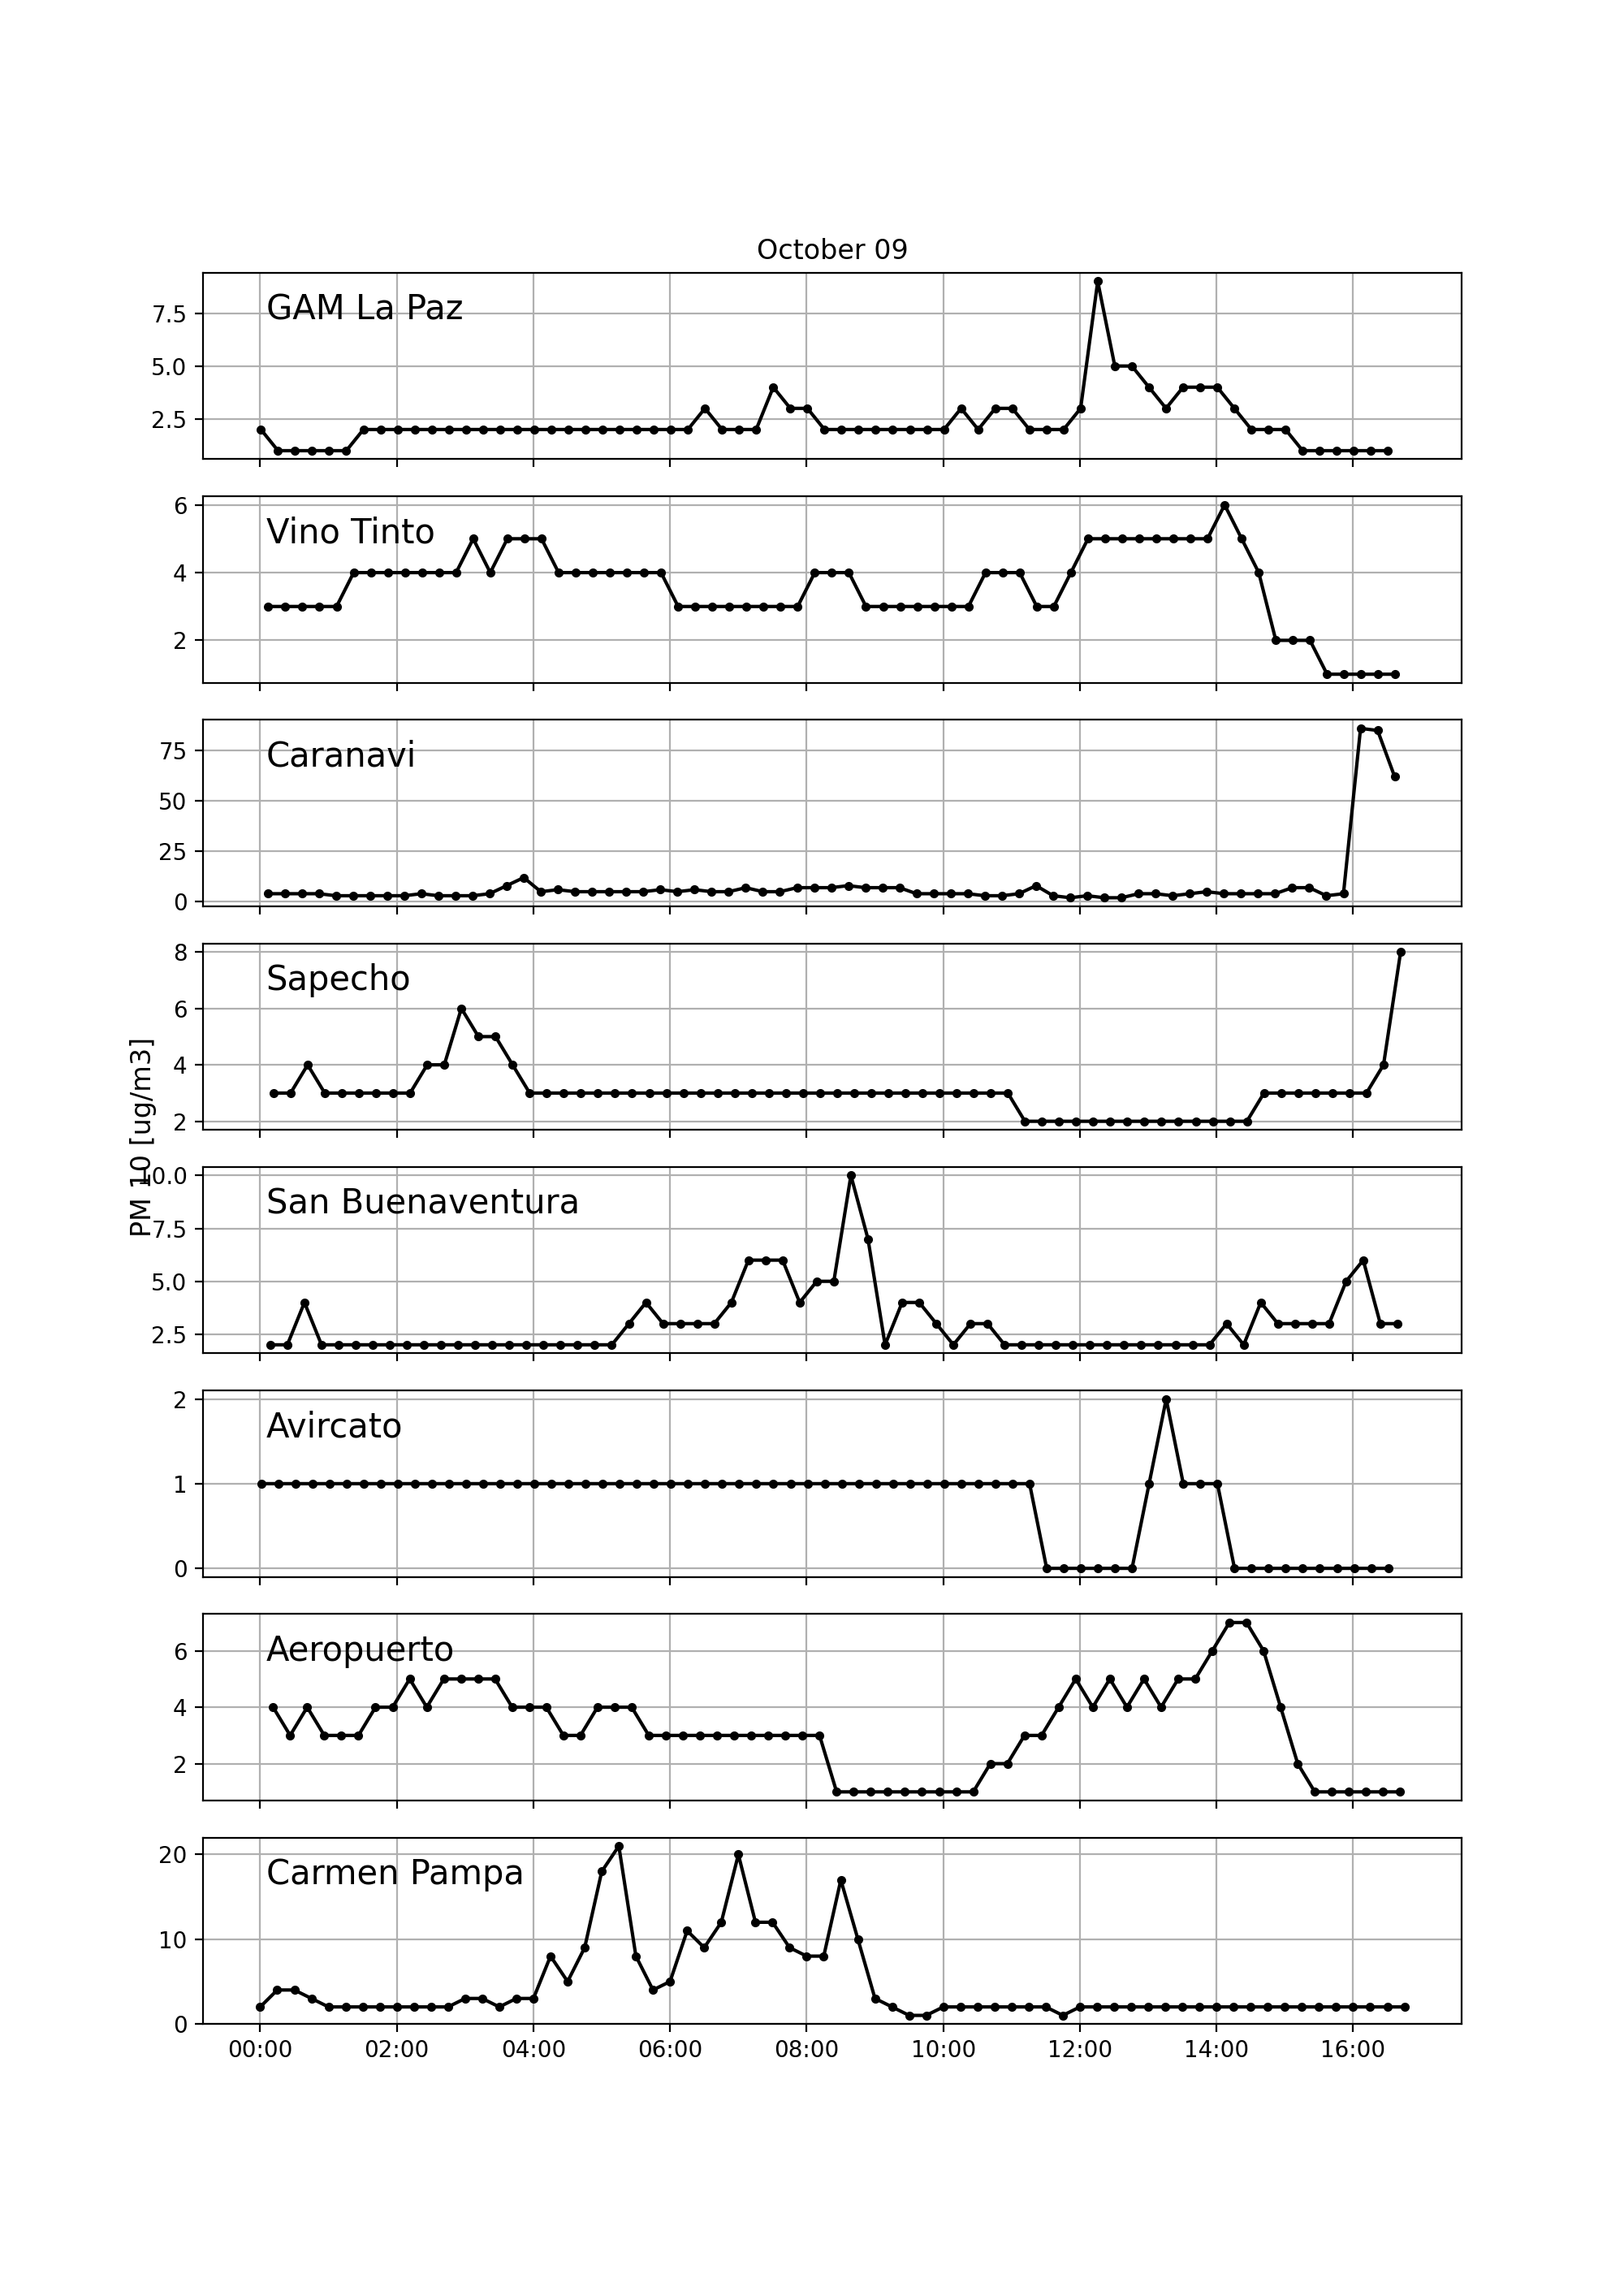 October 09
GAM La Paz
7.5
5.0
2.5
Vino Tinto
6
4
2
Caranavi
75
50
25
0
Sapecho
8
6
4
2
PM 10 [ug/m3]
San Buenaventura
10.0
7.5
5.0
2.5
Avircato
2
1
0
Aeropuerto
6
4
2
Carmen Pampa
20
10
0
00:00 02:00 04:00 06:00 08:00 10:00 12:00 14:00 16:00